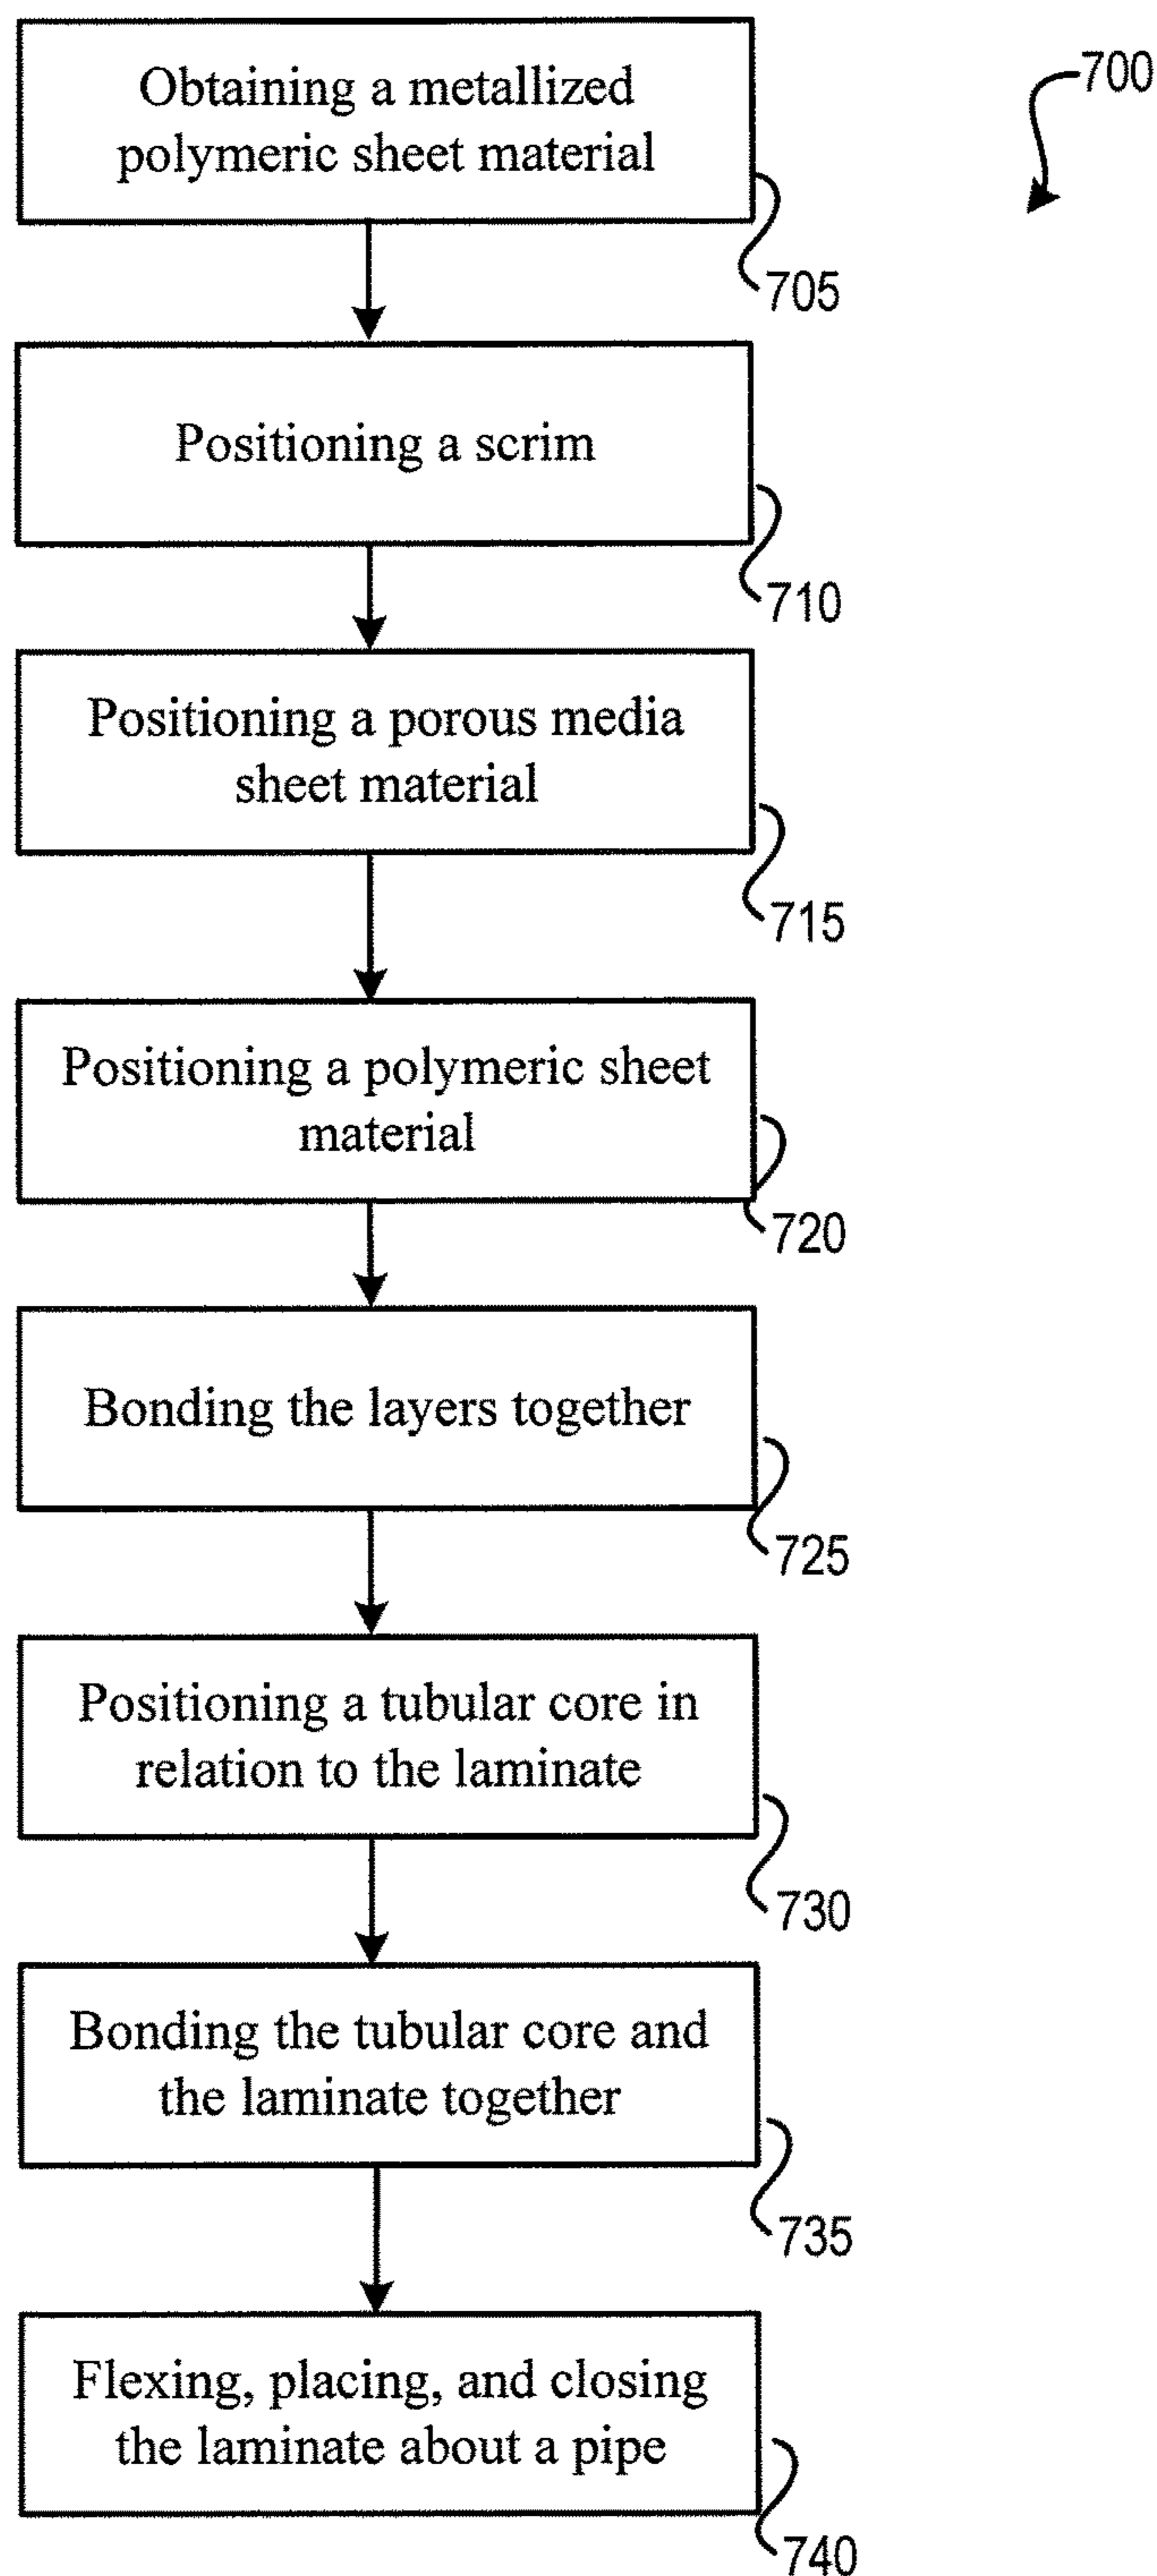 Obtaining a metallized
polymeric sheet material
700
705
Positioning a scrim
710
Positioning a porous media
sheet material
715
Positioning a polymeric sheet
material
720
Bonding the layers together
725
Positioning a tubular core in
relation to the laminate
730
Bonding the tubular core and
the laminate together
735
Flexing, placing, and closing
the laminate about a pipe
740